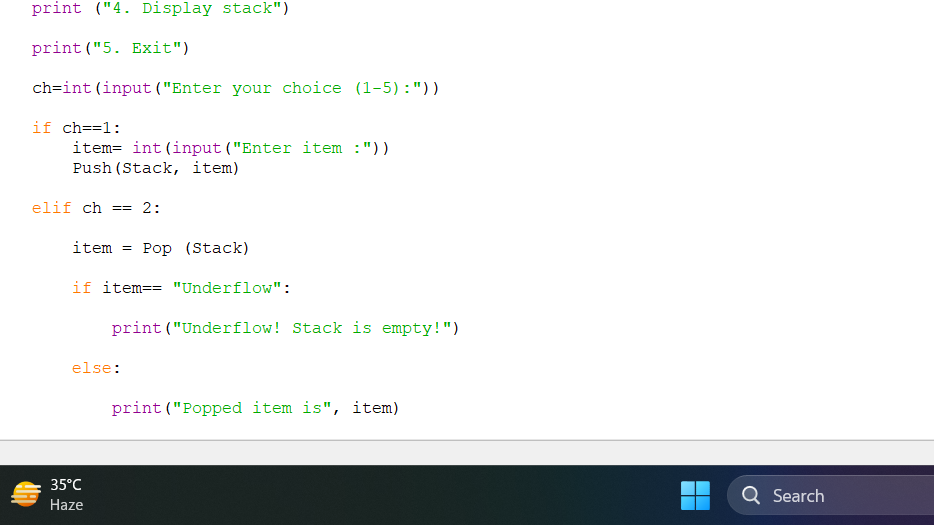 print ("4. Display stack")
print("5. Exit")
ch=int(input("Enter your choice (1-5):"))
if ch==1:
item= int(input("Enter item :"))
Push(Stack, item)
elif ch == 2:
item = Pop (Stack)
if item== "Underflow":
print("Underflow! Stack is empty!")
else:
print("Popped item is", item)
35°C
Haze
Search